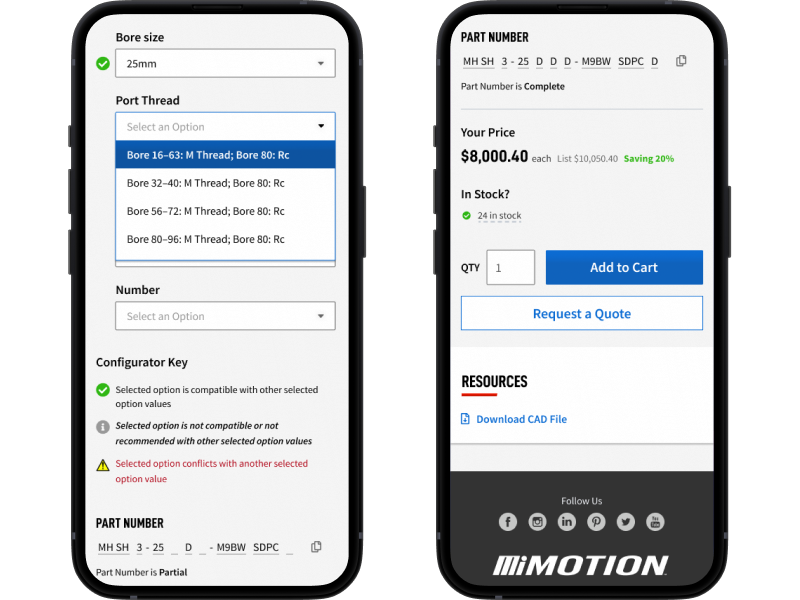 Bore size
25mm
Port Thread
Select an Option
Bore 16–63: M Thread; Bore 80: Rc
Bore 32–40: M Thread; Bore 80: Rc
Bore 56–72: M Thread; Bore 80: Rc
Bore 80–96: M Thread; Bore 80: Rc
Number
Select an Option
Configurator Key
Selected option is compatible with other selected
option values
Selected option is not compatible or not
recommended with other selected option values
Selected option conflicts with another selected
option value
PART NUMBER
MH SH 3 - 25 _ D _ - M9BW SDPC _
Part Number is Partial
PART NUMBER
MH SH 3 - 25 D D D - M9BW SDPC D
Part Number is Complete
Your Price
$8,000.40 each List $10,050.40 Saving 20%
In Stock?
24 in stock
QTY 1 Add to Cart
Request a Quote
RESOURCES
Download CAD File
Follow Us
MiMOTION